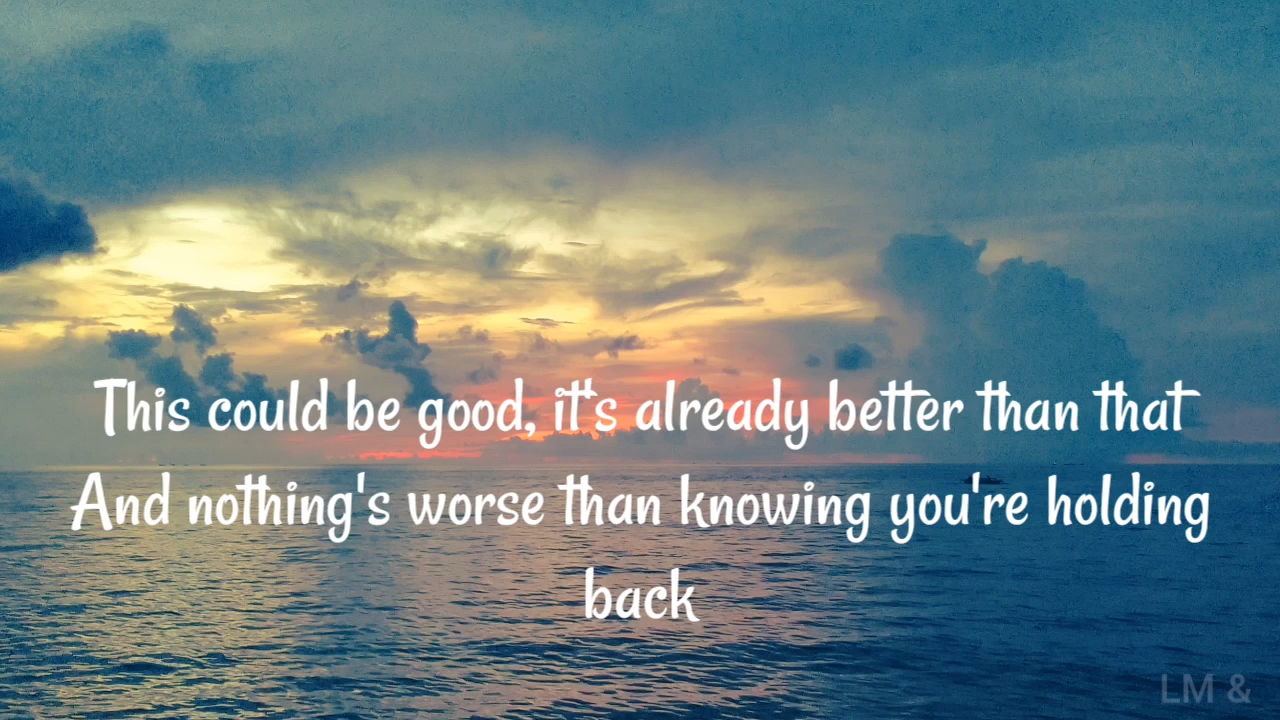 This could be good, it's already better than that
And nothing's worse than knowing you're holding
back
LM &